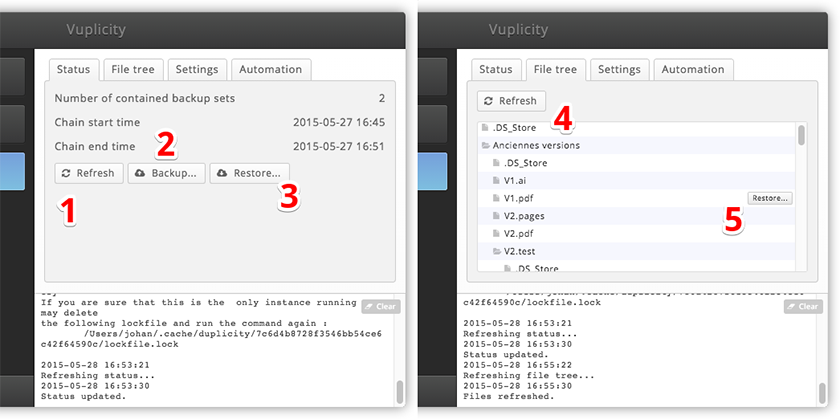 Vuplicity
Status File tree Settings Automation
Number of contained backup sets 2
Chain start time 2015-05-27 16:45
2
Chain end time 2015-05-27 16:51
Refresh Backup... Restore...
1 3
If you are sure that this is the  only instance running
may delete
the following lockfile and run the command again :
/Users/johan/.cache/duplicity/7c6d4b8728f3546bb54ce6
c42f64590c/lockfile.lock
2015-05-28 16:53:21
Refreshing status...
2015-05-28 16:53:30
Status updated.
Clear
Vuplicity
Status File tree Settings Automation
Refresh
4
.DS_Store
Anciennes versions
.DS_Store
V1.ai
V1.pdf Restore...
5
V2.pages
V2.pdf
V2.test
.DS_Store
c42f64590c/lockfile.lock
Clear
2015-05-28 16:53:21
Refreshing status...
2015-05-28 16:53:30
Status updated.
2015-05-28 16:55:22
Refreshing file tree...
2015-05-28 16:55:30
Files refreshed.